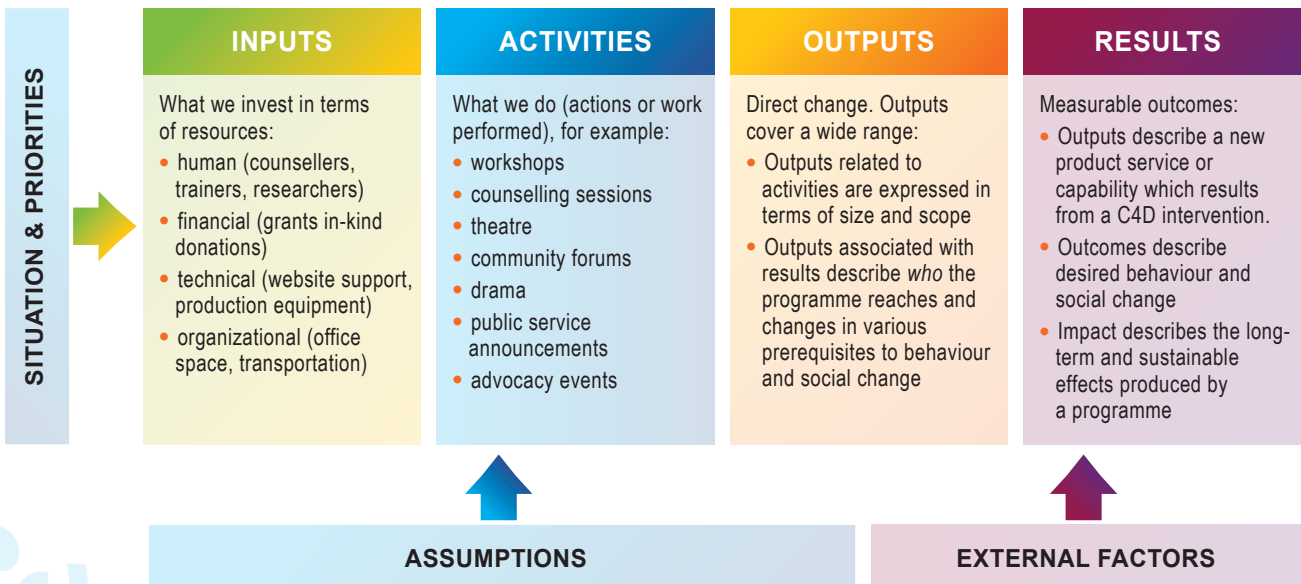 SITUATION & PRIORITIES
INPUTS
What we invest in terms
of resources:
• human (counsellers,
trainers, researchers)
• financial (grants in-kind
donations)
• technical (website support,
production equipment)
• organizational (office
space, transportation)
ACTIVITIES
What we do (actions or work
performed), for example:
• workshops
• counselling sessions
• theatre
• community forums
• drama
• public service
announcements
• advocacy events
OUTPUTS
Direct change. Outputs
cover a wide range:
• Outputs related to
activities are expressed in
terms of size and scope
• Outputs associated with
results describe who the
programme reaches and
changes in various
prerequisites to behaviour
and social change
RESULTS
Measurable outcomes:
• Outputs describe a new
product service or
capability which results
from a C4D intervention.
• Outcomes describe
desired behaviour and
social change
• Impact describes the long-
term and sustainable
effects produced by
a programme
ASSUMPTIONS
EXTERNAL FACTORS